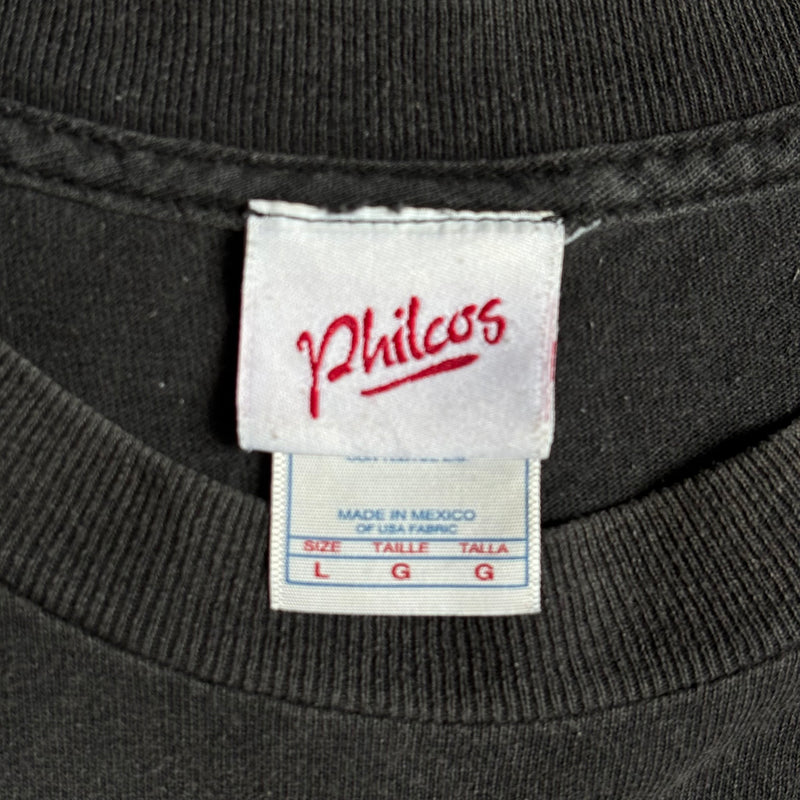 Philcos
MADE IN MEXICO
OF USA FABRIC
SIZE TAILLE TALLA
L G G